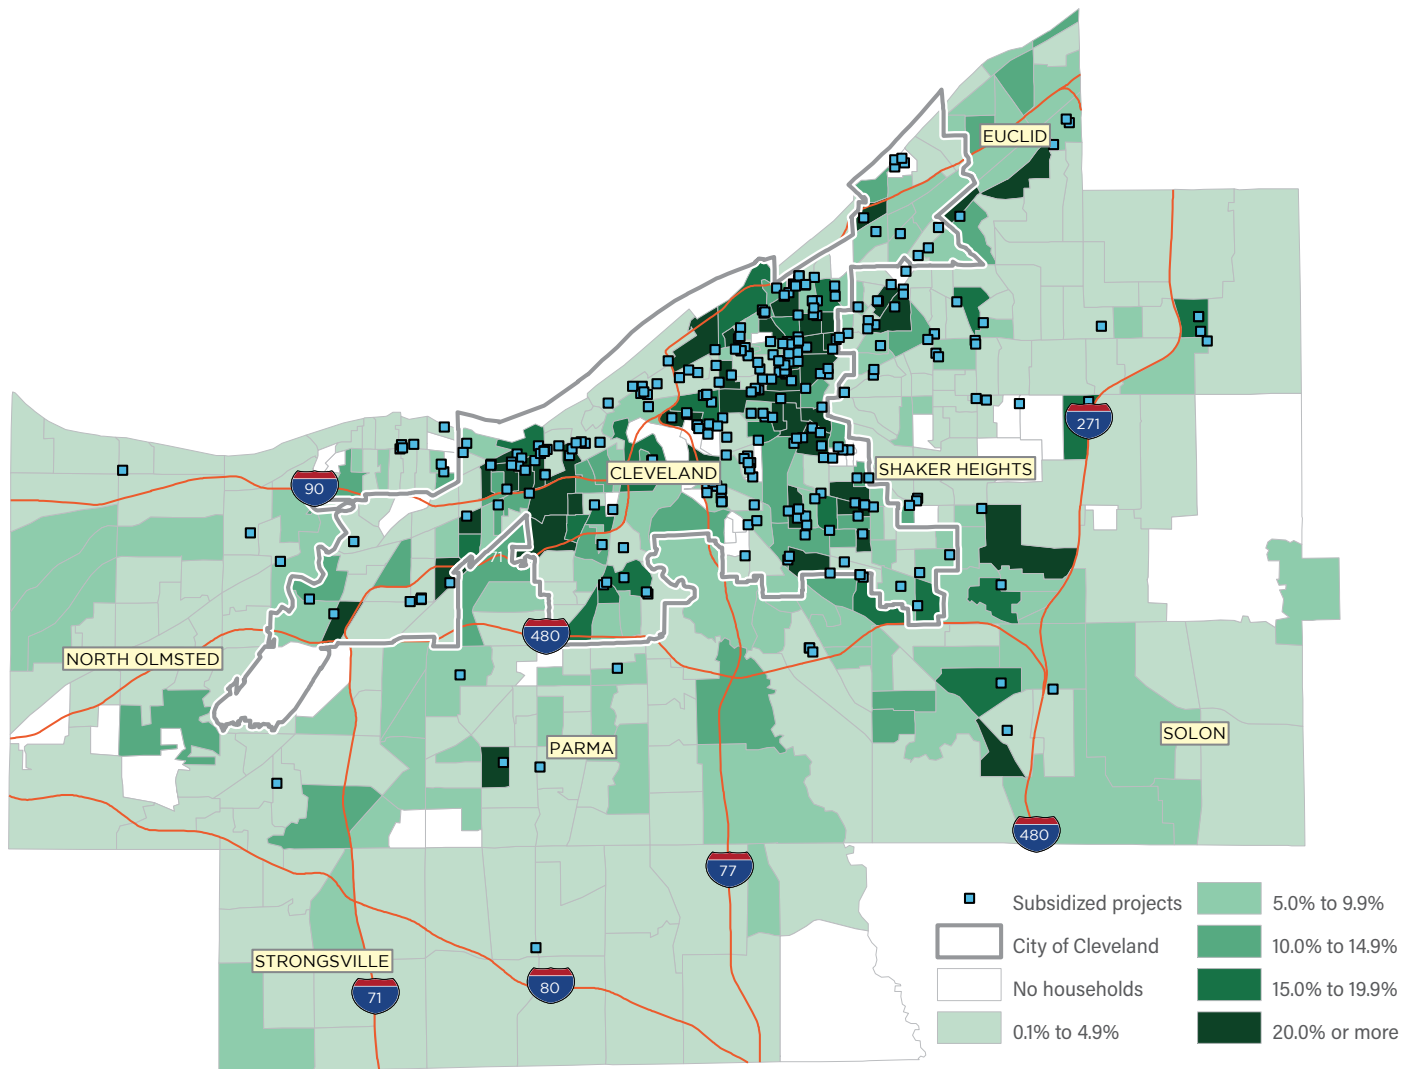 EUCLID
271
CLEVELAND
SHAKER HEIGHTS
90
71
480
NORTH OLMSTED
SOLON
PARMA
480
77
STRONGSVILLE
71
80
Subsidized projects
City of Cleveland
No households
0.1% to 4.9%
5.0% to 9.9%
10.0% to 14.9%
15.0% to 19.9%
20.0% or more